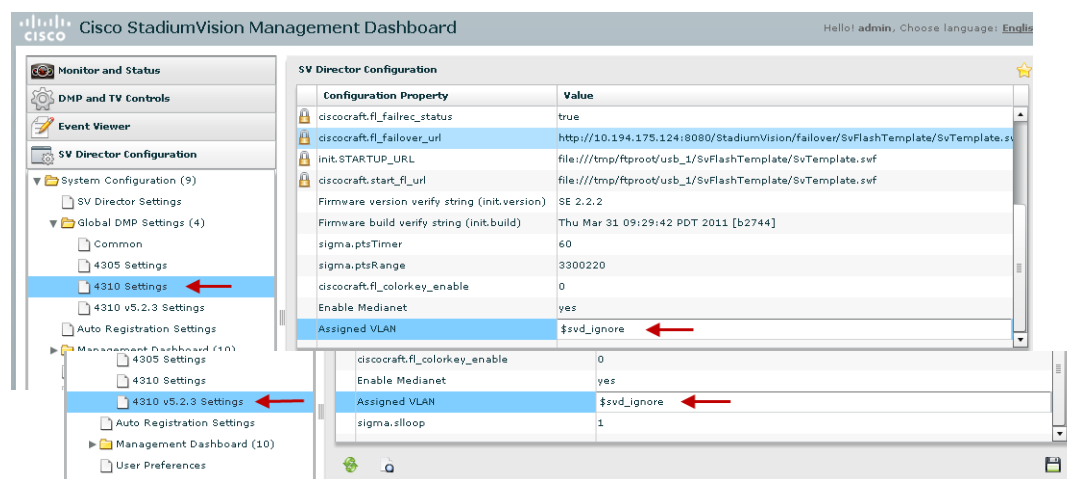 cisco Cisco StadiumVision Management Dashboard
Hello! admin, Choose language: Englis
Monitor and Status
DMP and TV Controls
Event Viewer
SV Director Configuration
System Configuration (9)
SV Director Settings
Global DMP Settings (4)
Common
4305 Settings
4310 Settings
4310 v5.2.3 Settings
Auto Registration Settings
Management Dashboard (10)
SV Director Configuration
Configuration Property Value
ciscocraft.fl_failrec_status true
ciscocraft.fl_failover_url http://10.194.175.124:8080/StadiumVision/failover/SvFlashTemplate/SvTemplate.sw
init.STARTUP_URL file:///tmp/ftproot/usb_1/SvFlashTemplate/SvTemplate.swf
ciscocraft.start_fl_url file:///tmp/ftproot/usb_1/SvFlashTemplate/SvTemplate.swf
Firmware version verify string (init.version) SE 2.2.2
Firmware build verify string (init.build) Thu Mar 31 09:29:42 PDT 2011 [b2744]
sigma.ptsTimer 60
sigma.ptsRange 3300220
ciscocraft.fl_colorkey_enable 0
Enable Medianet yes
Assigned VLAN $svd_ignore
4305 Settings
4310 Settings
4310 v5.2.3 Settings
Auto Registration Settings
Management Dashboard (10)
User Preferences
ciscocraft.fl_colorkey_enable 0
Enable Medianet yes
Assigned VLAN $svd_ignore
sigma.slloop 1